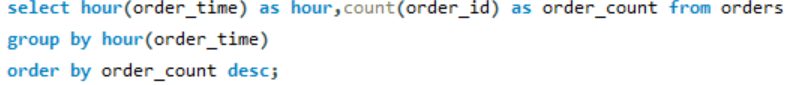 select hour(order_time) as hour,count(order_id) as order_count from orders
group by hour(order_time)
order by order_count desc;